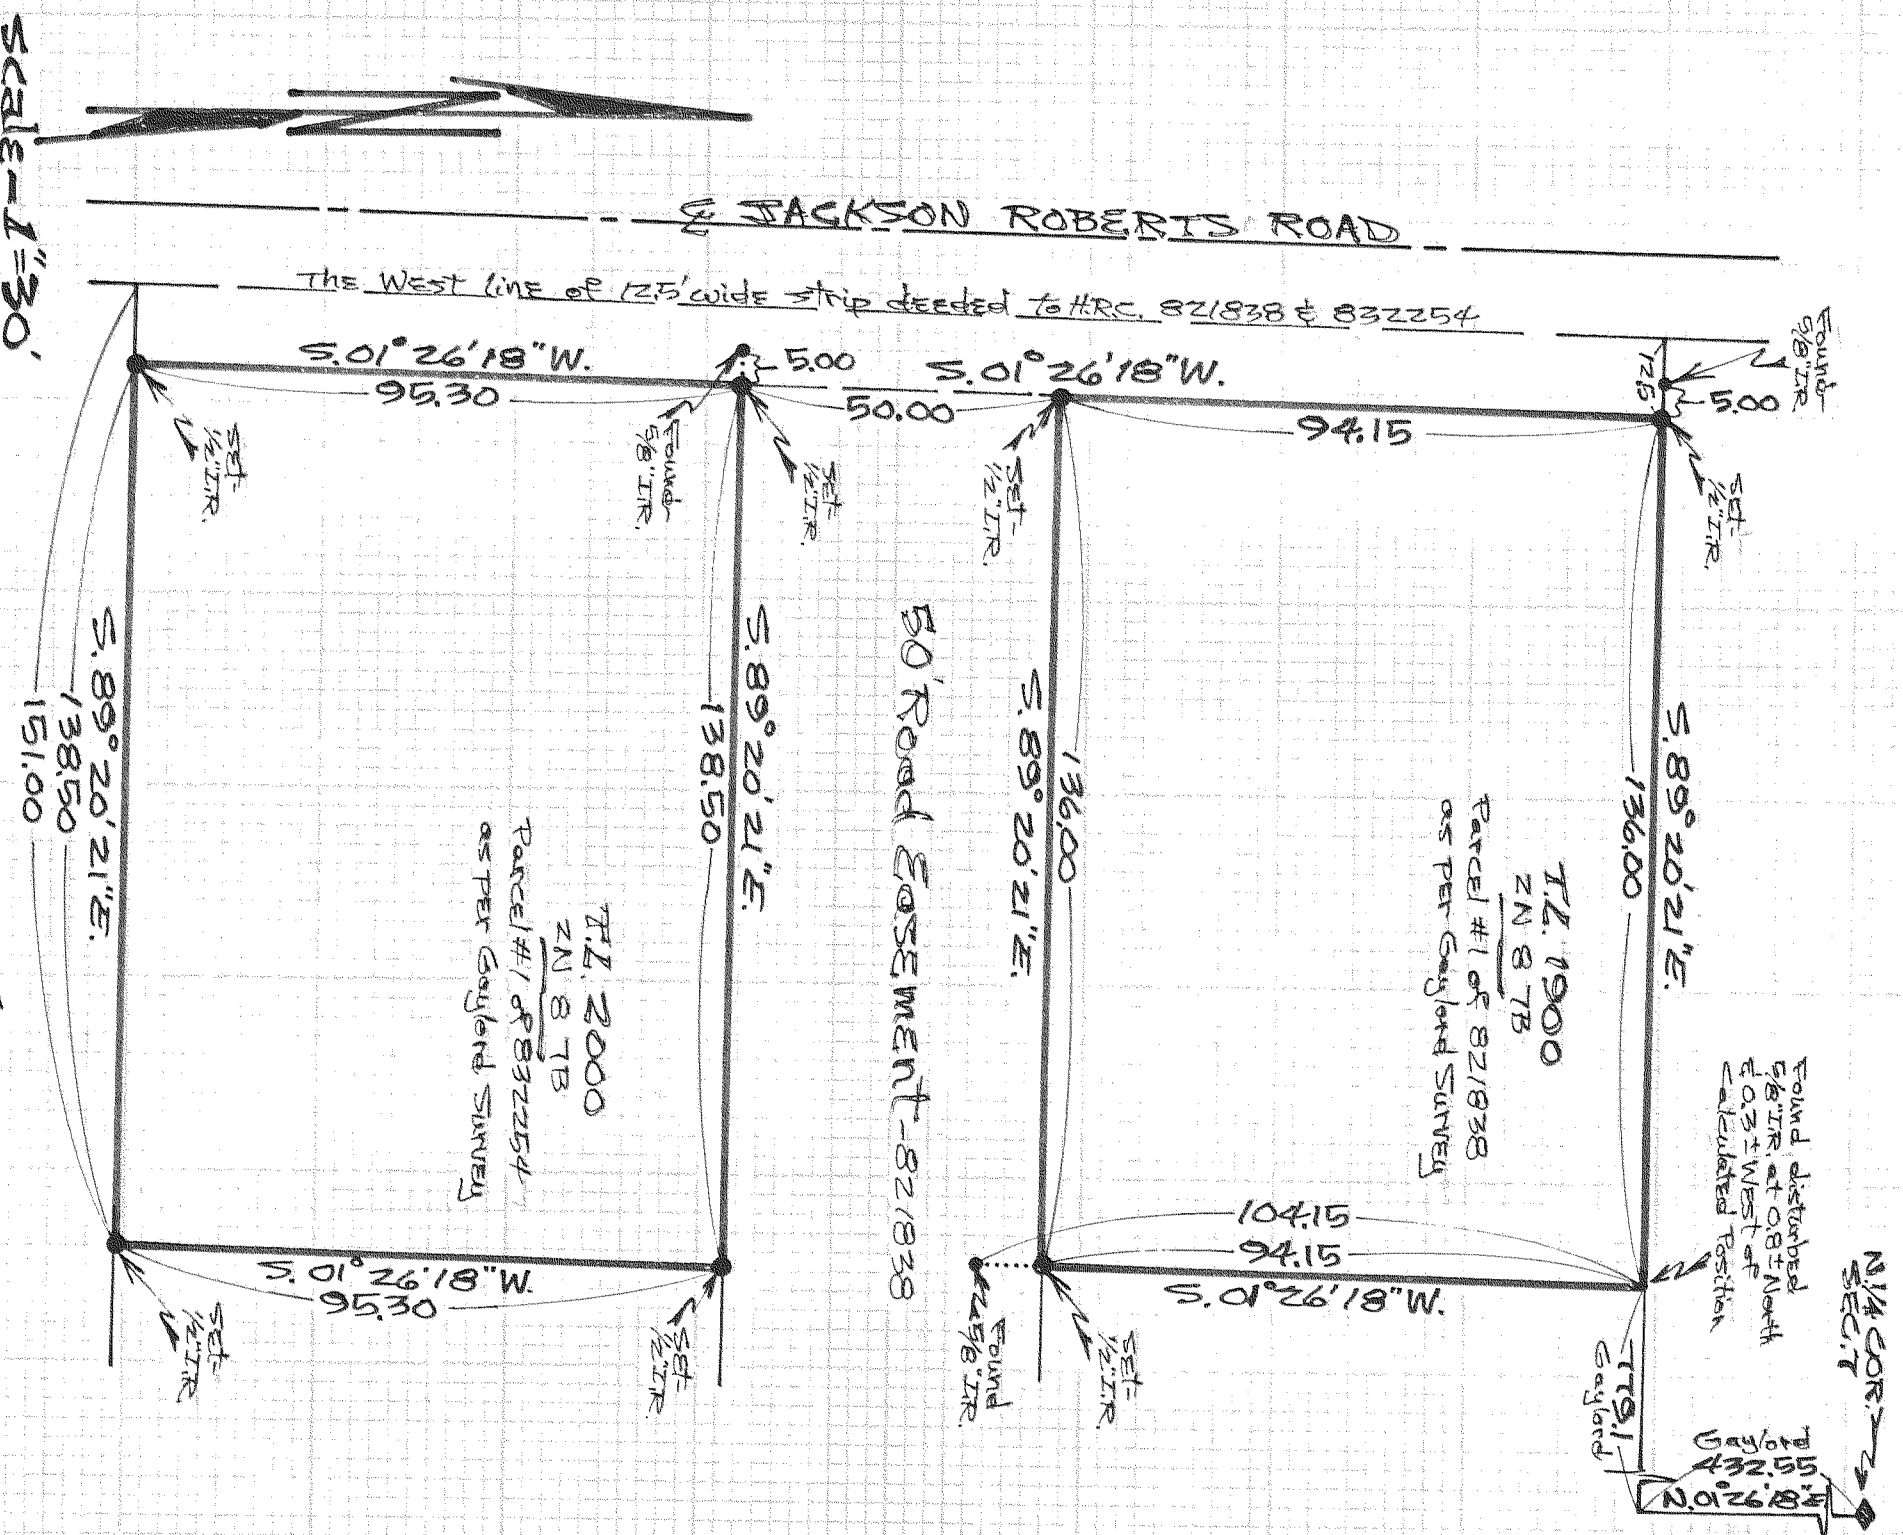 Scale-1"=30'
℄ JACKSON ROBERTS ROAD
The West line of 12.5' wide strip deeded to H.R.C. 821838 & 832254
Found
5/8" I.R.
12.5
5.00
S.01°26'18"W.
95.30
5.00
S.01°26'18"W.
50.00
94.15
Set
1/2" I.R.
Found
5/8" I.R.
Set
1/2" I.R.
Set
1/2" I.R.
Set
1/2" I.R.
S.89°20'21"E.
138.50
151.00
138.50
S.89°20'21"E.
50' Road Easement-821838
S.89°20'21"E.
136.00
136.00
S.89°20'21"E.
T.L. 2000
2N 8 7B
Parcel #1 of 832254
as per Gaylord Survey
T.L. 1900
2N 8 7B
Parcel #1 of 821838
as per Gaylord Survey
Found disturbed
5/8" I.R. at 0.8± North
& 0.3± West of
calculated Position
104.15
94.15
S.01°26'18"W.
S.01°26'18"W.
95.30
Set
1/2" I.R.
Set
1/2" I.R.
Found
5/8" I.R.
Set
1/2" I.R.
779.1
Gaylord
N.1/4 COR.
SEC.7
Gaylord
432.55
N.01°26'18"E